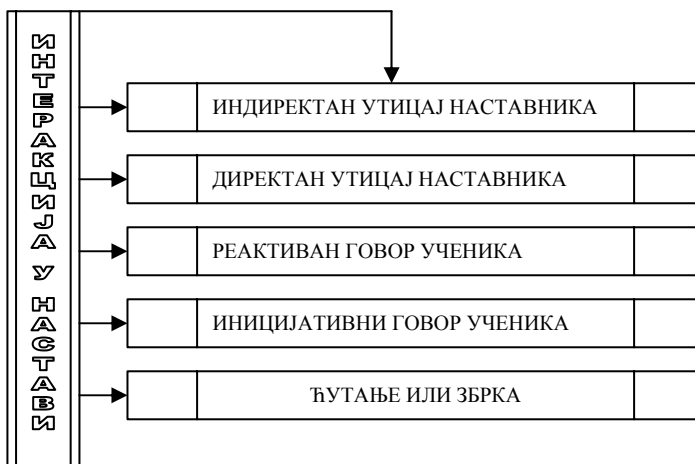 ИНТЕРАКЦИЈА У НАСТАВИ
ИНДИРЕКТАН УТИЦАЈ НАСТАВНИКА
ДИРЕКТАН УТИЦАЈ НАСТАВНИКА
РЕАКТИВАН ГОВОР УЧЕНИКА
ИНИЦИЈАТИВНИ ГОВОР УЧЕНИКА
ЋУТАЊЕ ИЛИ ЗБРКА